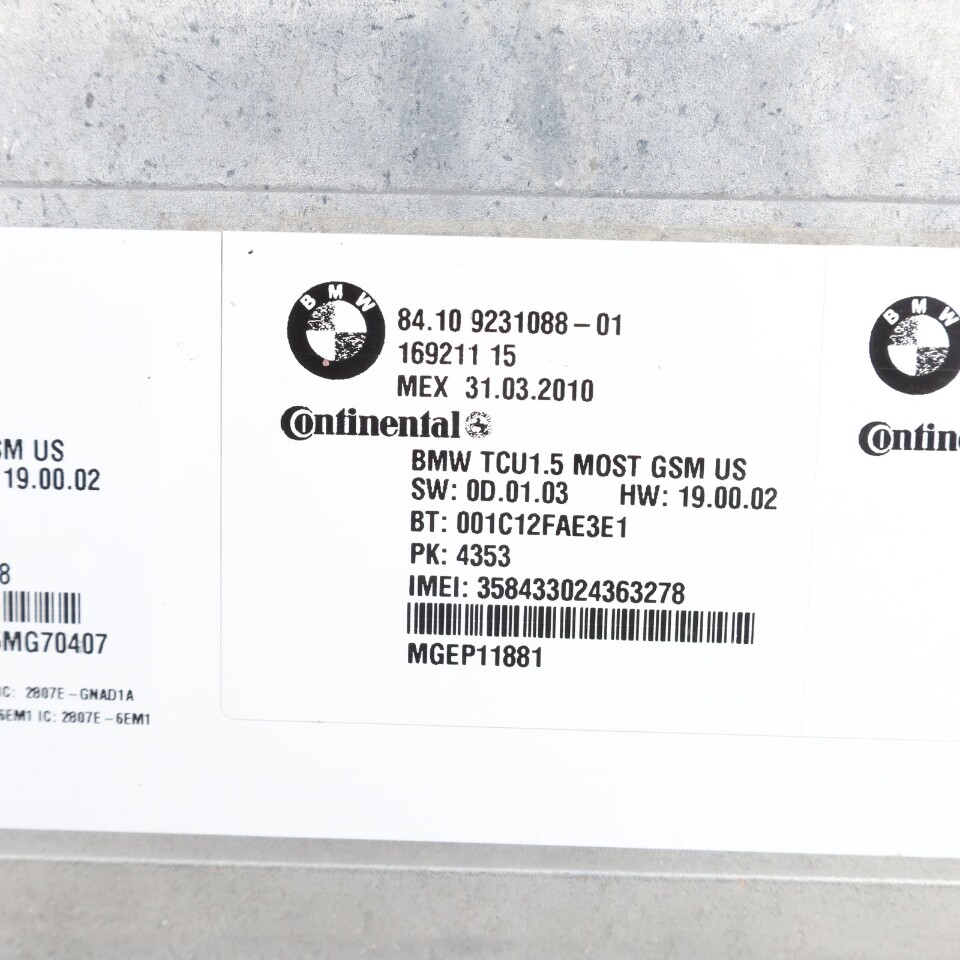 BMW
84.10 9231088-01
169211 15
MEX 31.03.2010
Continental
BMW TCU1.5 MOST GSM US
SW: 0D.01.03 HW: 19.00.02
BT: 001C12FAE3E1
PK: 4353
IMEI: 358433024363278
MGEP11881
SM US
19.00.02
8
MG70407
IC: 2807E-GNAD1A
6EM1 IC: 2807E-6EM1
BMW
Contin